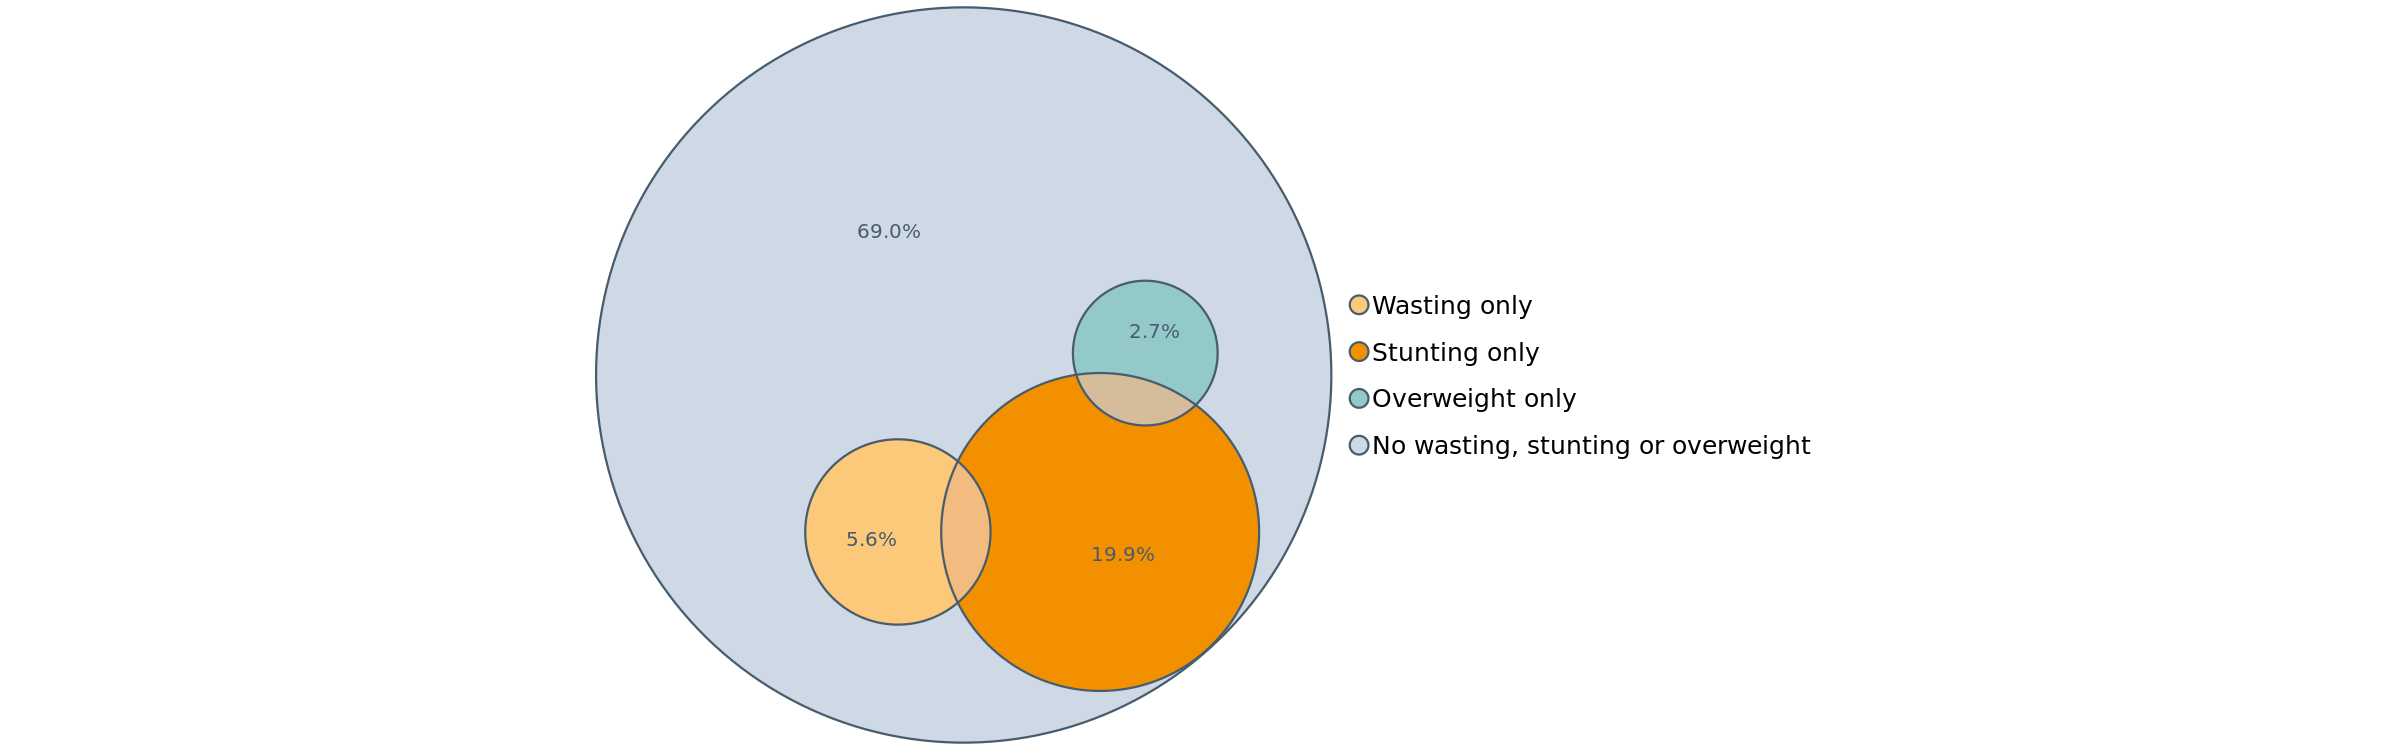 69.0%
2.7%
5.6%
19.9%
Wasting only
Stunting only
Overweight only
No wasting, stunting or overweight